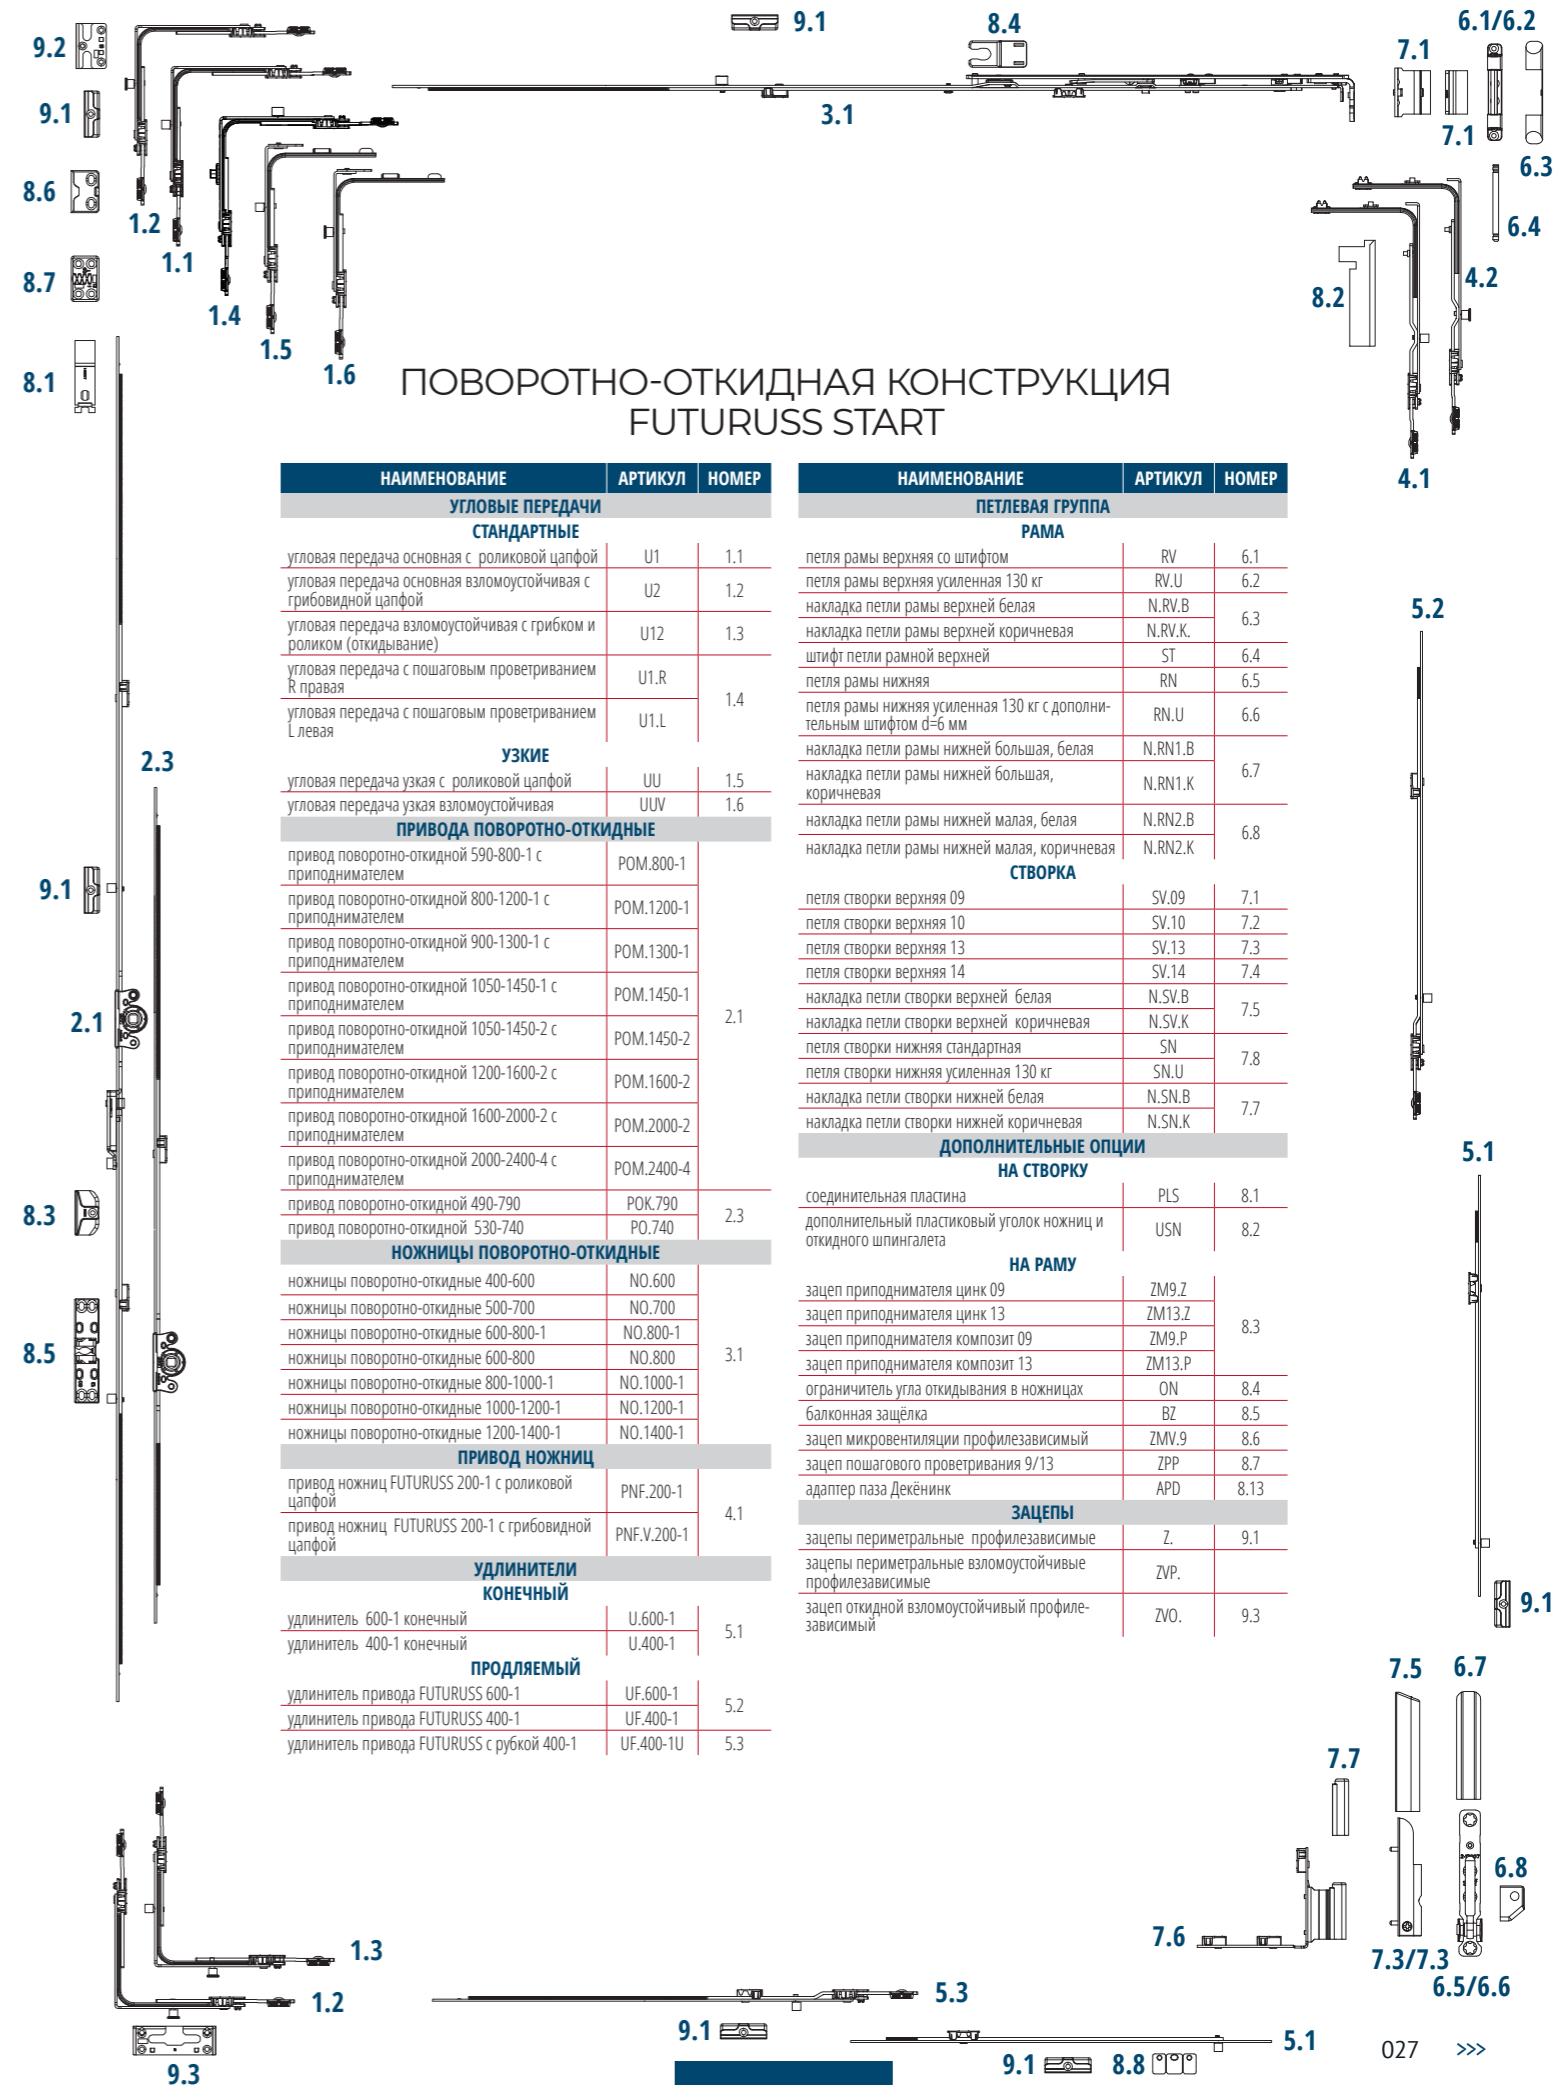 9.1
8.4
6.1/6.2
9.2
7.1
9.1
3.1
7.1
6.3
8.6
1.2
6.4
1.1
8.7
4.2
8.2
1.4
1.5
8.1
1.6
ПОВОРОТНО-ОТКИДНАЯ КОНСТРУКЦИЯ
FUTURUSS START
4.1
НАИМЕНОВАНИЕ АРТИКУЛ НОМЕР
УГЛОВЫЕ ПЕРЕДАЧИ
СТАНДАРТНЫЕ
угловая передача основная с роликовой цапфой U1 1.1
угловая передача основная взломоустойчивая с
грибовидной цапфой U2 1.2
угловая передача взломоустойчивая с грибком и
роликом (откидывание) U12 1.3
угловая передача с пошаговым проветриванием
R правая U1.R
1.4
угловая передача с пошаговым проветриванием
L левая U1.L
УЗКИЕ
угловая передача узкая с роликовой цапфой UU 1.5
угловая передача узкая взломоустойчивая UUV 1.6
ПРИВОДА ПОВОРОТНО-ОТКИДНЫЕ
привод поворотно-откидной 590-800-1 с
приподнимателем POM.800-1
привод поворотно-откидной 800-1200-1 с
приподнимателем POM.1200-1
привод поворотно-откидной 900-1300-1 с
приподнимателем POM.1300-1
привод поворотно-откидной 1050-1450-1 с
приподнимателем POM.1450-1
2.1
привод поворотно-откидной 1050-1450-2 с
приподнимателем POM.1450-2
привод поворотно-откидной 1200-1600-2 с
приподнимателем POM.1600-2
привод поворотно-откидной 1600-2000-2 с
приподнимателем POM.2000-2
привод поворотно-откидной 2000-2400-4 с
приподнимателем POM.2400-4
привод поворотно-откидной 490-790 POK.790
2.3
привод поворотно-откидной 530-740 PO.740
НОЖНИЦЫ ПОВОРОТНО-ОТКИДНЫЕ
ножницы поворотно-откидные 400-600 NO.600
ножницы поворотно-откидные 500-700 NO.700
ножницы поворотно-откидные 600-800-1 NO.800-1
ножницы поворотно-откидные 600-800 NO.800
3.1
ножницы поворотно-откидные 800-1000-1 NO.1000-1
ножницы поворотно-откидные 1000-1200-1 NO.1200-1
ножницы поворотно-откидные 1200-1400-1 NO.1400-1
ПРИВОД НОЖНИЦ
привод ножниц FUTURUSS 200-1 с роликовой
цапфой PNF.200-1
4.1
привод ножниц FUTURUSS 200-1 с грибовидной
цапфой PNF.V.200-1
УДЛИНИТЕЛИ
КОНЕЧНЫЙ
удлинитель 600-1 конечный U.600-1
5.1
удлинитель 400-1 конечный U.400-1
ПРОДЛЯЕМЫЙ
удлинитель привода FUTURUSS 600-1 UF.600-1
5.2
удлинитель привода FUTURUSS 400-1 UF.400-1
удлинитель привода FUTURUSS с рубкой 400-1 UF.400-1U 5.3
НАИМЕНОВАНИЕ АРТИКУЛ НОМЕР
ПЕТЛЕВАЯ ГРУППА
РАМА
петля рамы верхняя со штифтом RV 6.1
петля рамы верхняя усиленная 130 кг RV.U 6.2
накладка петли рамы верхней белая N.RV.B
6.3
накладка петли рамы верхней коричневая N.RV.K.
штифт петли рамной верхней ST 6.4
петля рамы нижняя RN 6.5
петля рамы нижняя усиленная 130 кг с дополни-
тельным штифтом d=6 мм RN.U 6.6
накладка петли рамы нижней большая, белая N.RN1.B
6.7
накладка петли рамы нижней большая,
коричневая N.RN1.K
накладка петли рамы нижней малая, белая N.RN2.B
6.8
накладка петли рамы нижней малая, коричневая N.RN2.K
СТВОРКА
петля створки верхняя 09 SV.09 7.1
петля створки верхняя 10 SV.10 7.2
петля створки верхняя 13 SV.13 7.3
петля створки верхняя 14 SV.14 7.4
накладка петли створки верхней белая N.SV.B
7.5
накладка петли створки верхней коричневая N.SV.K
петля створки нижняя стандартная SN
7.8
петля створки нижняя усиленная 130 кг SN.U
накладка петли створки нижней белая N.SN.B
7.7
накладка петли створки нижней коричневая N.SN.K
ДОПОЛНИТЕЛЬНЫЕ ОПЦИИ
НА СТВОРКУ
соединительная пластина PLS 8.1
дополнительный пластиковый уголок ножниц и
откидного шпингалета USN 8.2
НА РАМУ
зацеп приподнимателя цинк 09 ZM9.Z
зацеп приподнимателя цинк 13 ZM13.Z
8.3
зацеп приподнимателя композит 09 ZM9.P
зацеп приподнимателя композит 13 ZM13.P
ограничитель угла откидывания в ножницах ON 8.4
балконная защёлка BZ 8.5
зацеп микровентиляции профилезависимый ZMV.9 8.6
зацеп пошагового проветривания 9/13 ZPP 8.7
адаптер паза Декёнинк APD 8.13
ЗАЦЕПЫ
зацепы периметральные профилезависимые Z. 9.1
зацепы периметральные взломоустойчивые
профилезависимые ZVP.
зацеп откидной взломоустойчивый профиле-
зависимый ZVO. 9.3
5.2
2.3
9.1
2.1
5.1
8.3
8.5
9.1
7.5
6.7
7.7
6.8
7.6
1.3
7.3/7.3
6.5/6.6
1.2
5.3
9.1
5.1
9.3
9.1
8.8
027 >>>